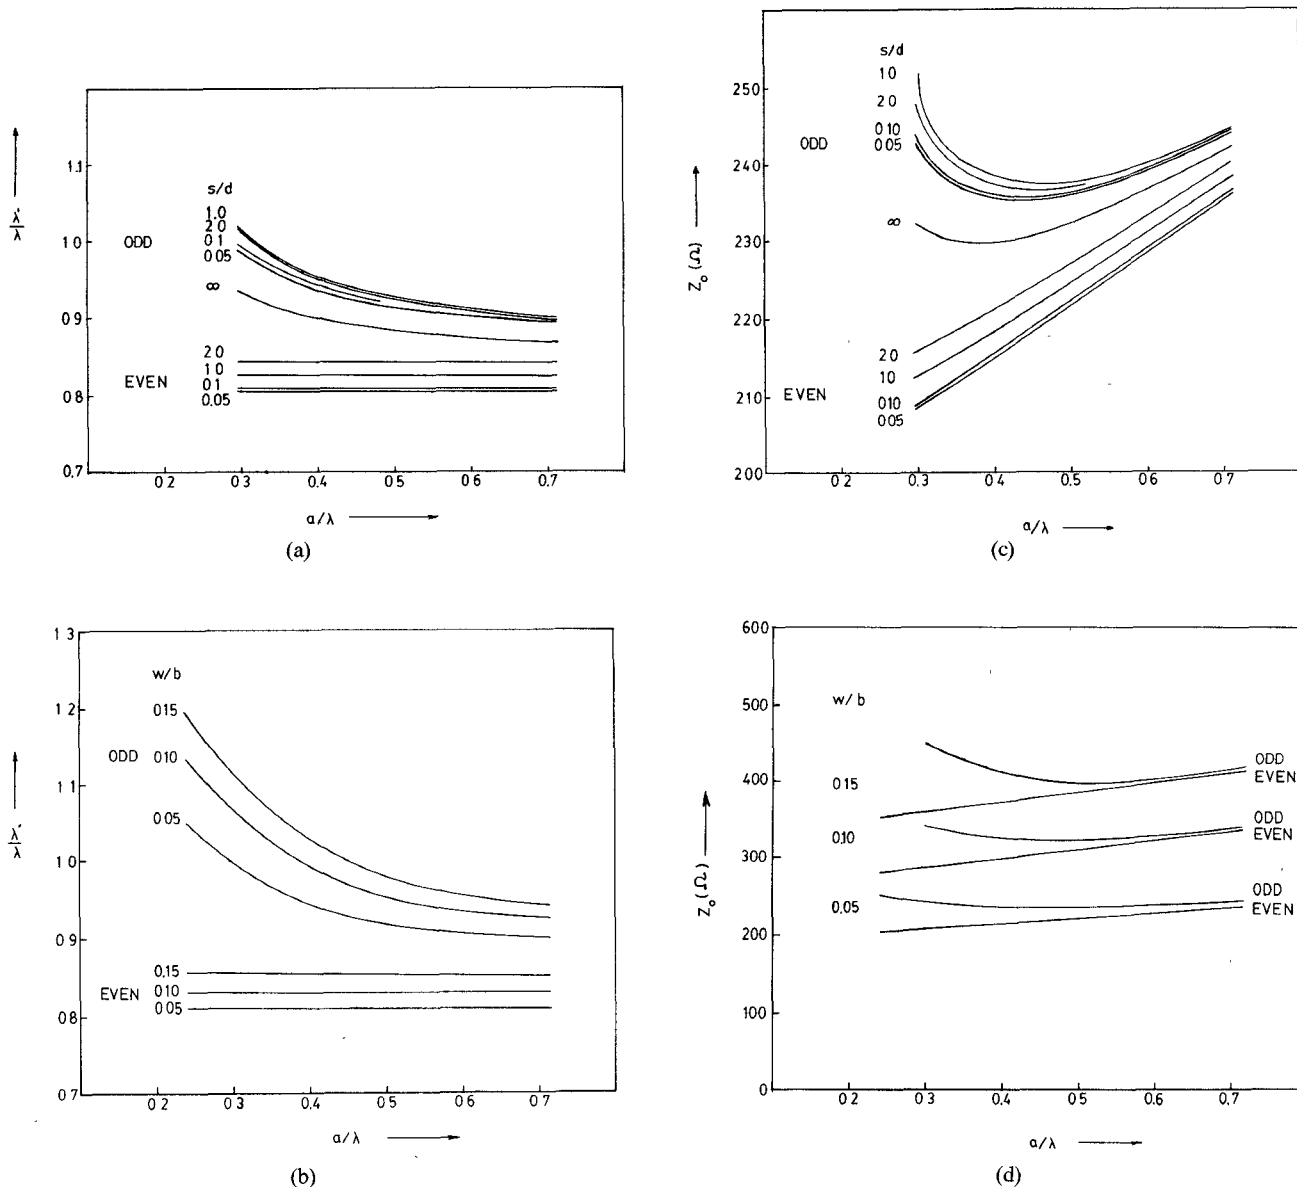 s/d
1.1
1.0
2.0
0 1
0 05
ODD
1.0
λ'/λ
∞
0.9
2 0
1 0
EVEN
0 1
0.05
0.8
0.7
0 2
0.3
0.4
0 5
0.6
0.7
a/λ
(a)
s/d
1 0
250
2 0
0 10
ODD
0 05
240
Z₀ (Ω)
∞
230
220
2 0
1 0
EVEN
0 10
210
0 05
200
0 2
0 3
0 4
0 5
0 6
0 7
a/λ
(c)
1 3
w/b
1 2
0 15
ODD
0 10
1.1
0 05
λ'/λ
1.0
0.9
0.15
EVEN
0 10
0 05
0 8
0 7
0 2
0.3
0 4
0 5
0 6
0.7
a/λ
(b)
600
w/b
500
ODD
400
EVEN
0 15
Z₀ (Ω)
300
0.10
ODD
EVEN
200
0.05
ODD
EVEN
100
0
0 2
0 3
0 4
0 5
0 6
0 7
a/λ
(d)